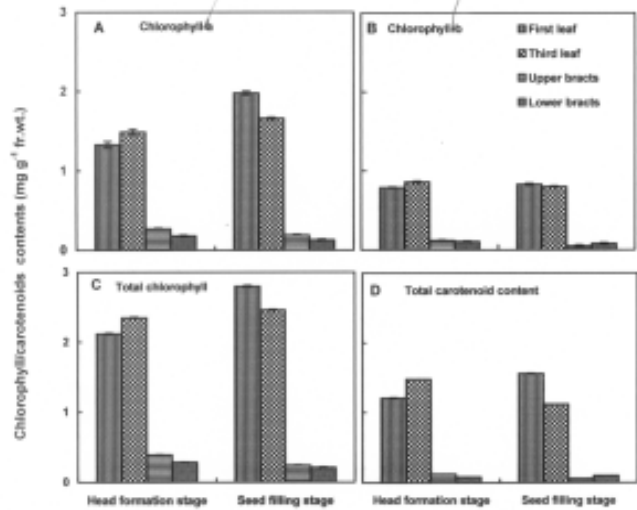 A Chlorophyll-a
B Chlorophyll-b
First leaf
Third leaf
Upper bracts
Lower bracts
3
2
1
0
Chlorophyll/carotenoids contents (mg g⁻¹ fr.wt.)
C Total chlorophyll
D Total carotenoid content
3
2
1
0
Head formation stage Seed filling stage Head formation stage Seed filling stage